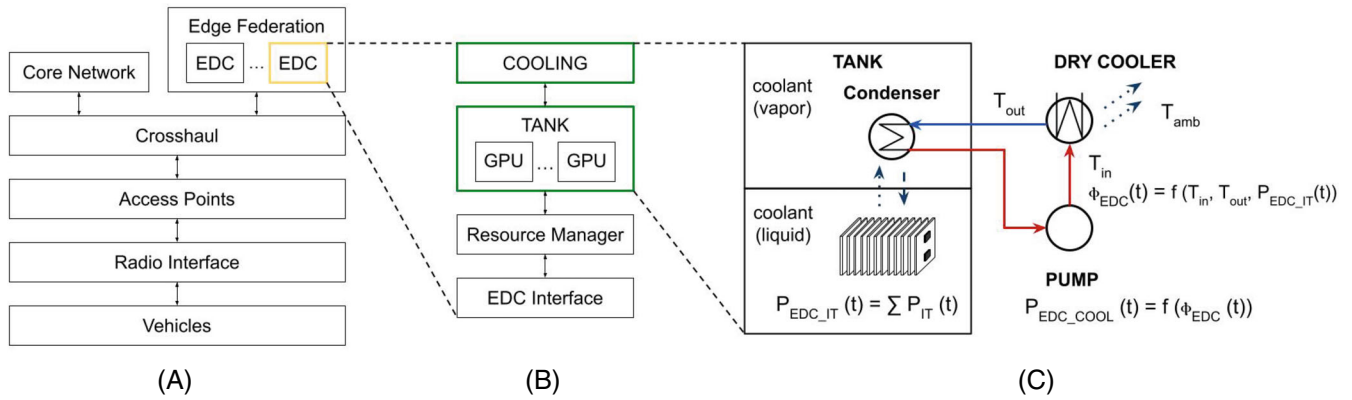 Edge Federation
EDC ... EDC
Core Network
Crosshaul
Access Points
Radio Interface
Vehicles
(A)
COOLING
TANK
GPU ... GPU
Resource Manager
EDC Interface
(B)
TANK
coolant
(vapor)
Condenser
coolant
(liquid)
P_EDC_IT (t) = ∑ P_IT (t)
DRY COOLER
T_out
T_amb
T_in
Φ_EDC(t) = f (T_in, T_out, P_EDC_IT(t))
PUMP
P_EDC_COOL (t) = f (Φ_EDC (t))
(C)